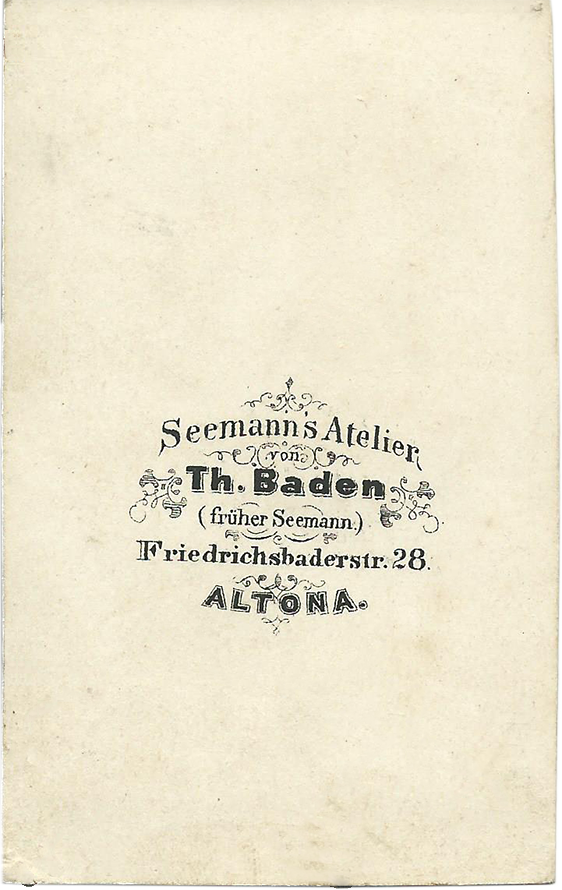 Seemann's Atelier
von
Th. Baden
(früher Seemann)
Friedrichsbaderstr. 28.
ALTONA.